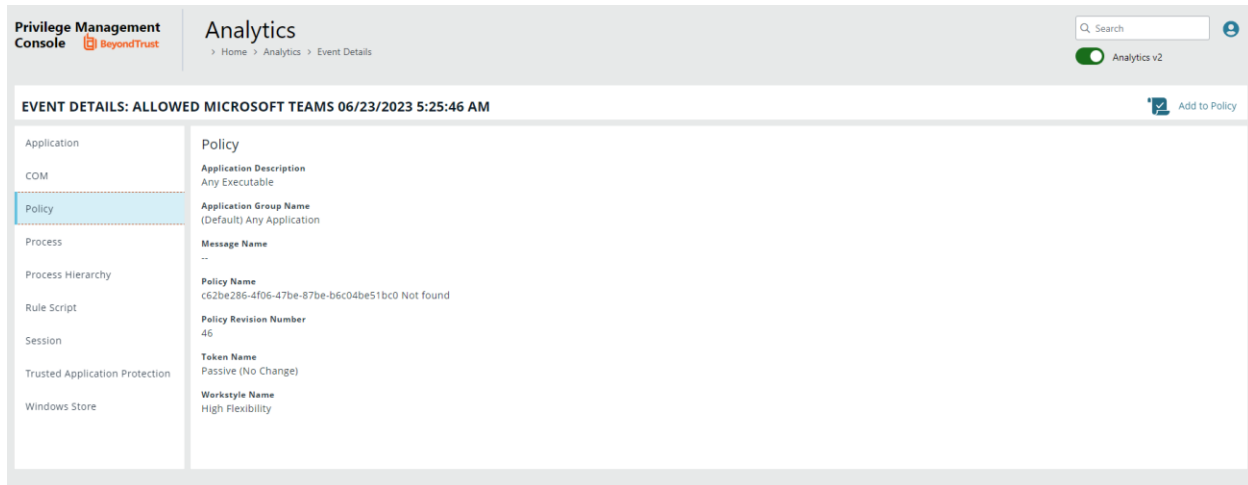 Privilege Management
Console BeyondTrust
Analytics
> Home > Analytics > Event Details
Search
Analytics v2
EVENT DETAILS: ALLOWED MICROSOFT TEAMS 06/23/2023 5:25:46 AM
Add to Policy
Application
COM
Policy
Process
Process Hierarchy
Rule Script
Session
Trusted Application Protection
Windows Store
Policy
Application Description
Any Executable
Application Group Name
(Default) Any Application
Message Name
--
Policy Name
c62be286-4f06-47be-87be-b6c04be51bc0 Not found
Policy Revision Number
46
Token Name
Passive (No Change)
Workstyle Name
High Flexibility